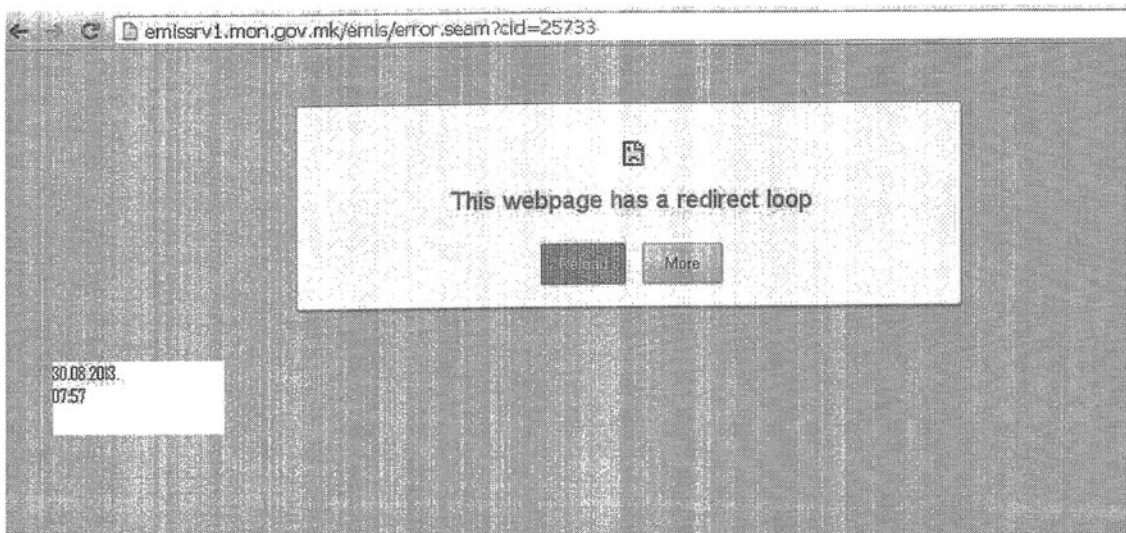 emissrv1.mon.gov.mk/emis/error.seam?cid=25733
This webpage has a redirect loop
Reload More
30.08.2013.
07:57